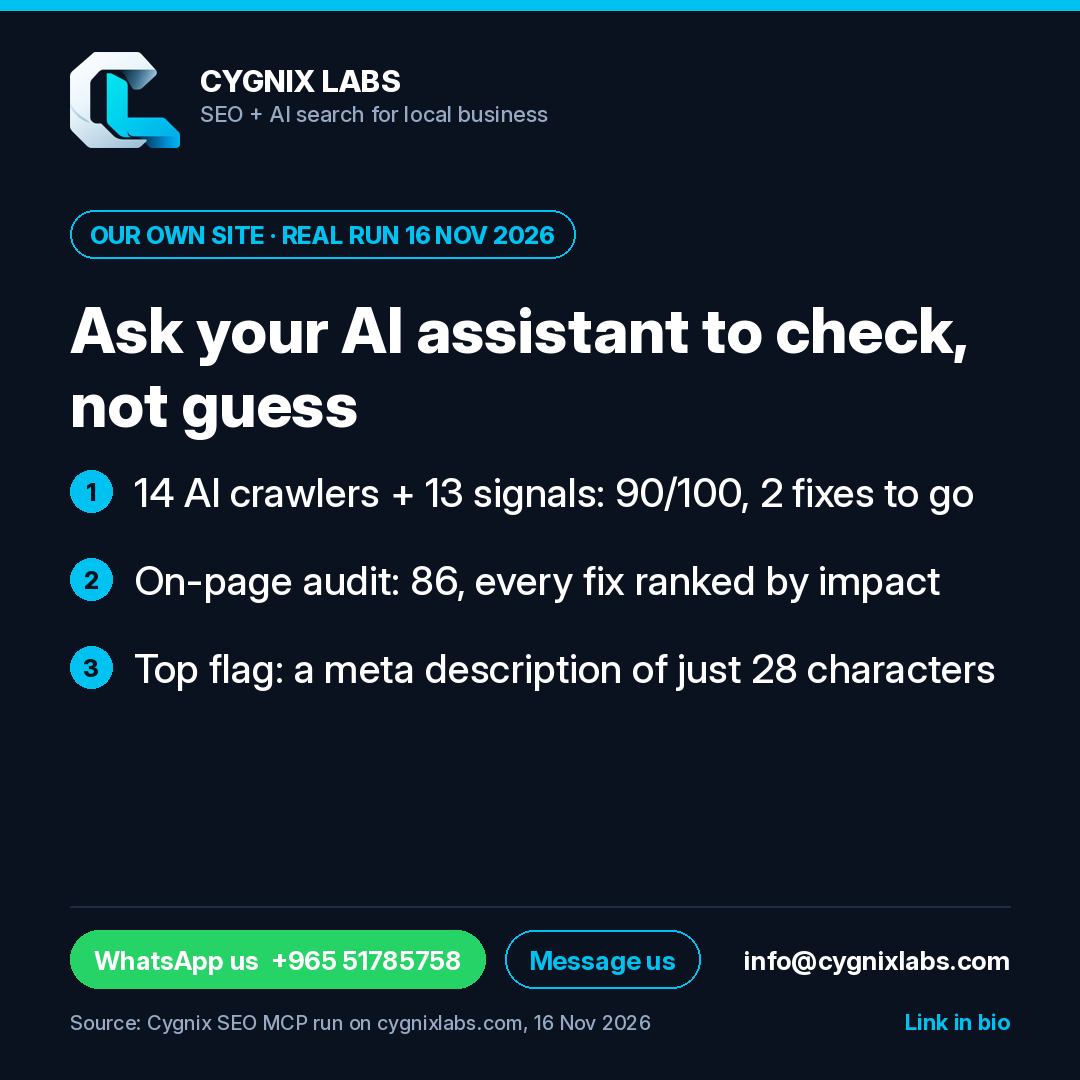 CYGNIX LABS
SEO + AI search for local business
OUR OWN SITE · REAL RUN 16 NOV 2026
Ask your AI assistant to check,
not guess
1 14 AI crawlers + 13 signals: 90/100, 2 fixes to go
2 On-page audit: 86, every fix ranked by impact
3 Top flag: a meta description of just 28 characters
WhatsApp us +965 51785758 Message us info@cygnixlabs.com
Source: Cygnix SEO MCP run on cygnixlabs.com, 16 Nov 2026 Link in bio